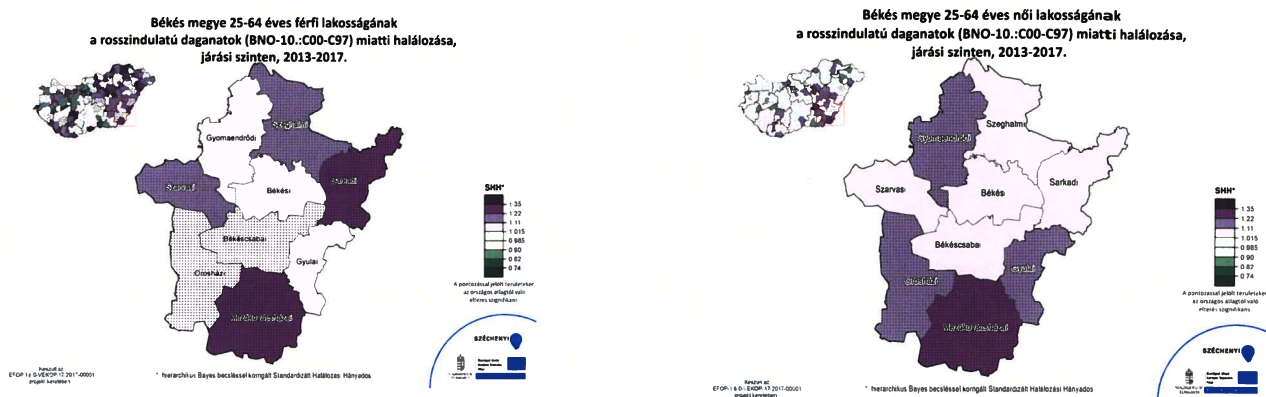 Békés megye 25-64 éves férfi lakosságának
a rosszindulatú daganatok (BNO-10.:C00-C97) miatti halálozása,
járási szinten, 2013-2017.
Szeghalmi
Gyomaendrődi
Sarkadi
Szarvasi
Békési
Békéscsabai
Gyulai
Orosházi
Mezőkovácsházai
SHH*
1 35
1 22
1.11
1 015
0 985
0 90
0 82
0 74
A pontozással jelölt területeken
az országos átlagtól való
eltérés szignifikáns
SZÉCHENYI
Készült az
projekt keretében
* hierarchikus Bayes becsléssel korrigált Standardizált Halálozási Hányados
Békés megye 25-64 éves női lakosságának
a rosszindulatú daganatok (BNO-10.:C00-C97) miatti halálozása,
járási szinten, 2013-2017.
Szeghalmi
Gyomaendrődi
Sarkadi
Szarvasi
Békési
Békéscsabai
Gyulai
Orosházi
Mezőkovácsházai
SHH*
1 35
1 22
1.11
1 015
0 985
0 90
0 82
0 74
A pontozással jelölt területeken
az országos átlagtól való
eltérés szignifikáns
SZÉCHENYI
Készült az
projekt keretében
* hierarchikus Bayes becsléssel korrigált Standardizált Halálozási Hányados